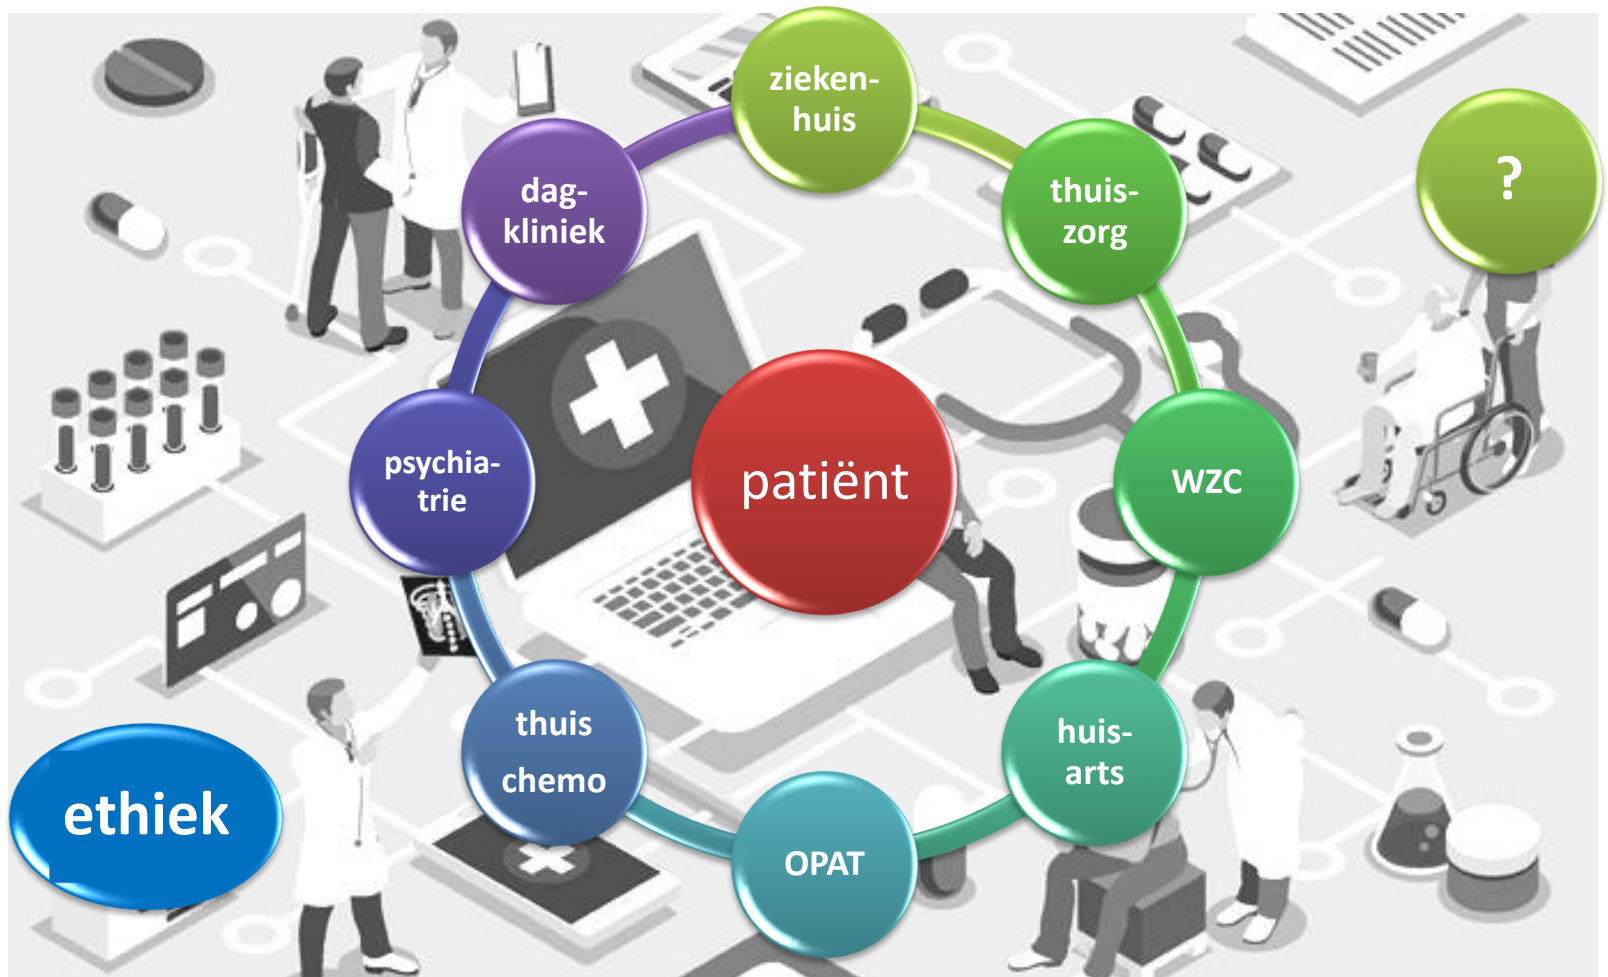 zieken-
huis
thuis-
zorg
?
dag-
kliniek
psychia-
trie
patiënt
WZC
thuis
chemo
huis-
arts
ethiek
OPAT